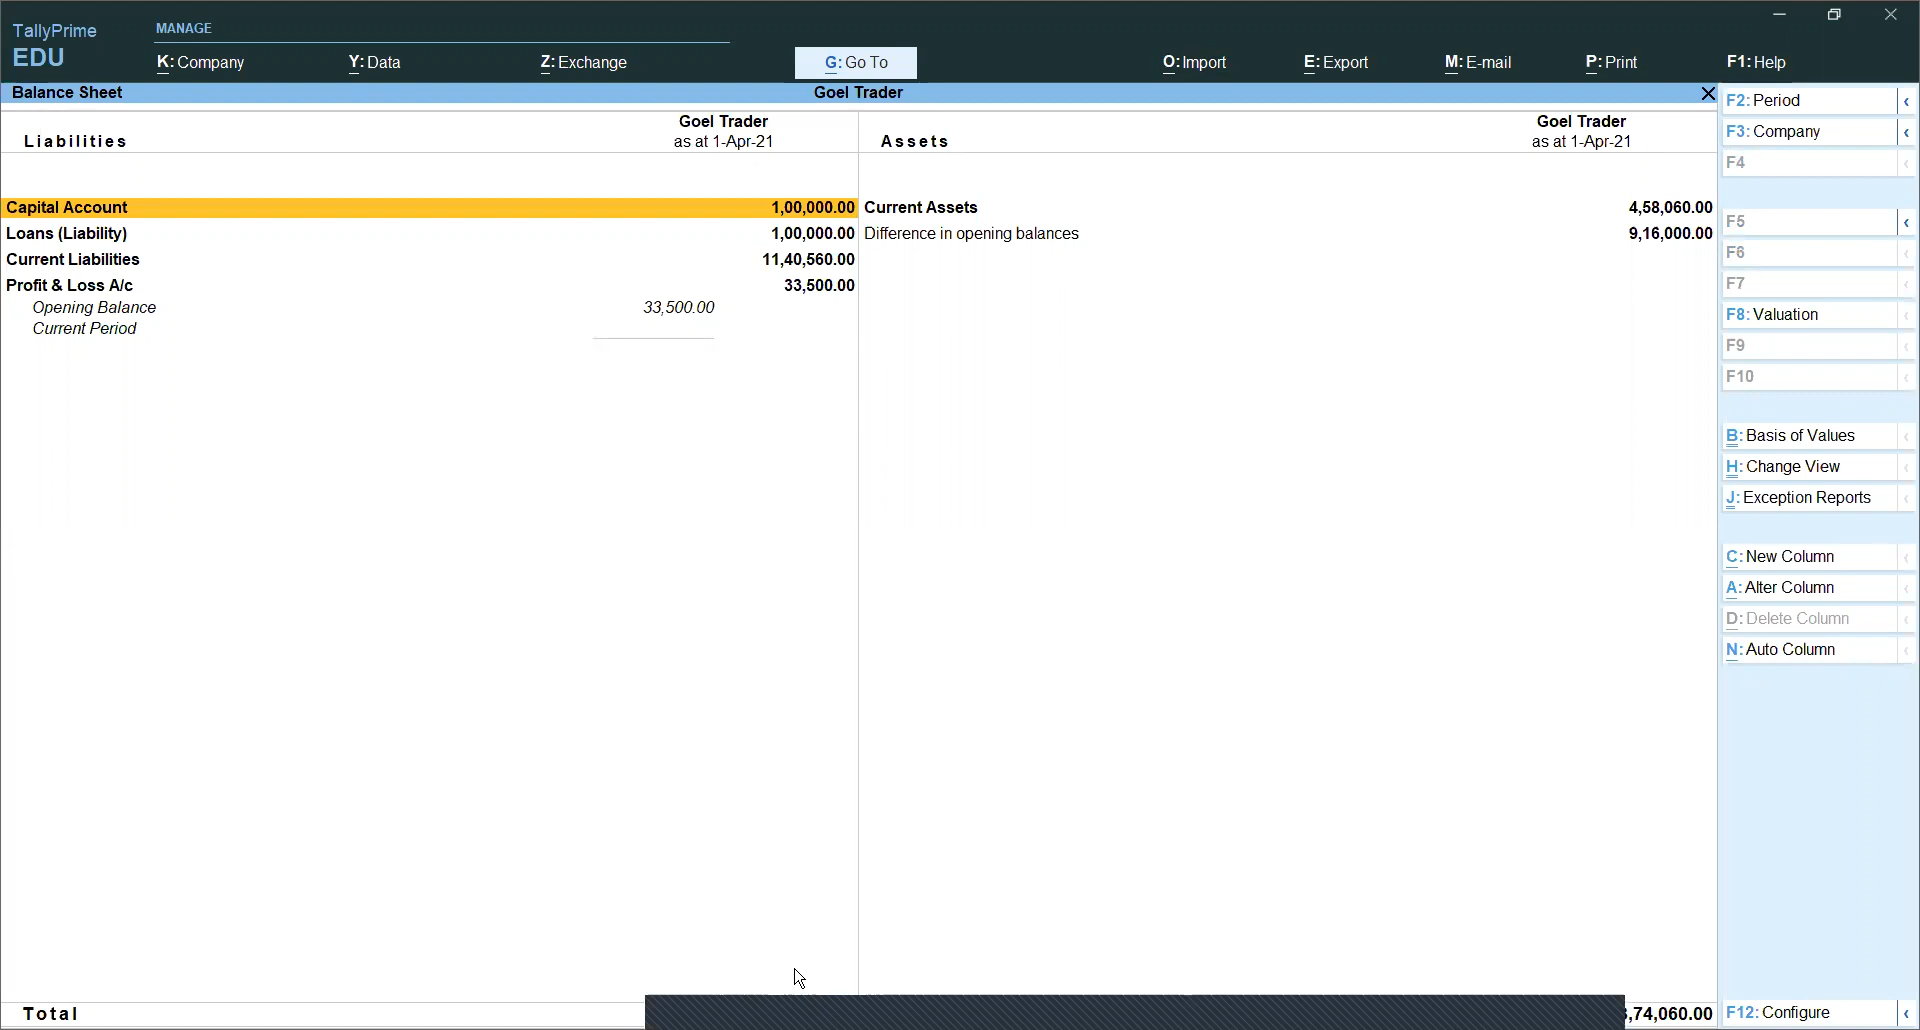 TallyPrime
EDU
MANAGE
K: Company Y: Data Z: Exchange G: Go To O: Import E: Export M: E-mail P: Print F1: Help
Balance Sheet Goel Trader
Liabilities Goel Trader as at 1-Apr-21 Assets Goel Trader as at 1-Apr-21
Capital Account 1,00,000.00 Current Assets 4,58,060.00
Loans (Liability) 1,00,000.00 Difference in opening balances 9,16,000.00
Current Liabilities 11,40,560.00
Profit & Loss A/c 33,500.00
Opening Balance 33,500.00
Current Period
Total ,74,060.00
F2: Period
F3: Company
F4
F5
F6
F7
F8: Valuation
F9
F10
B: Basis of Values
H: Change View
J: Exception Reports
C: New Column
A: Alter Column
D: Delete Column
N: Auto Column
F12: Configure